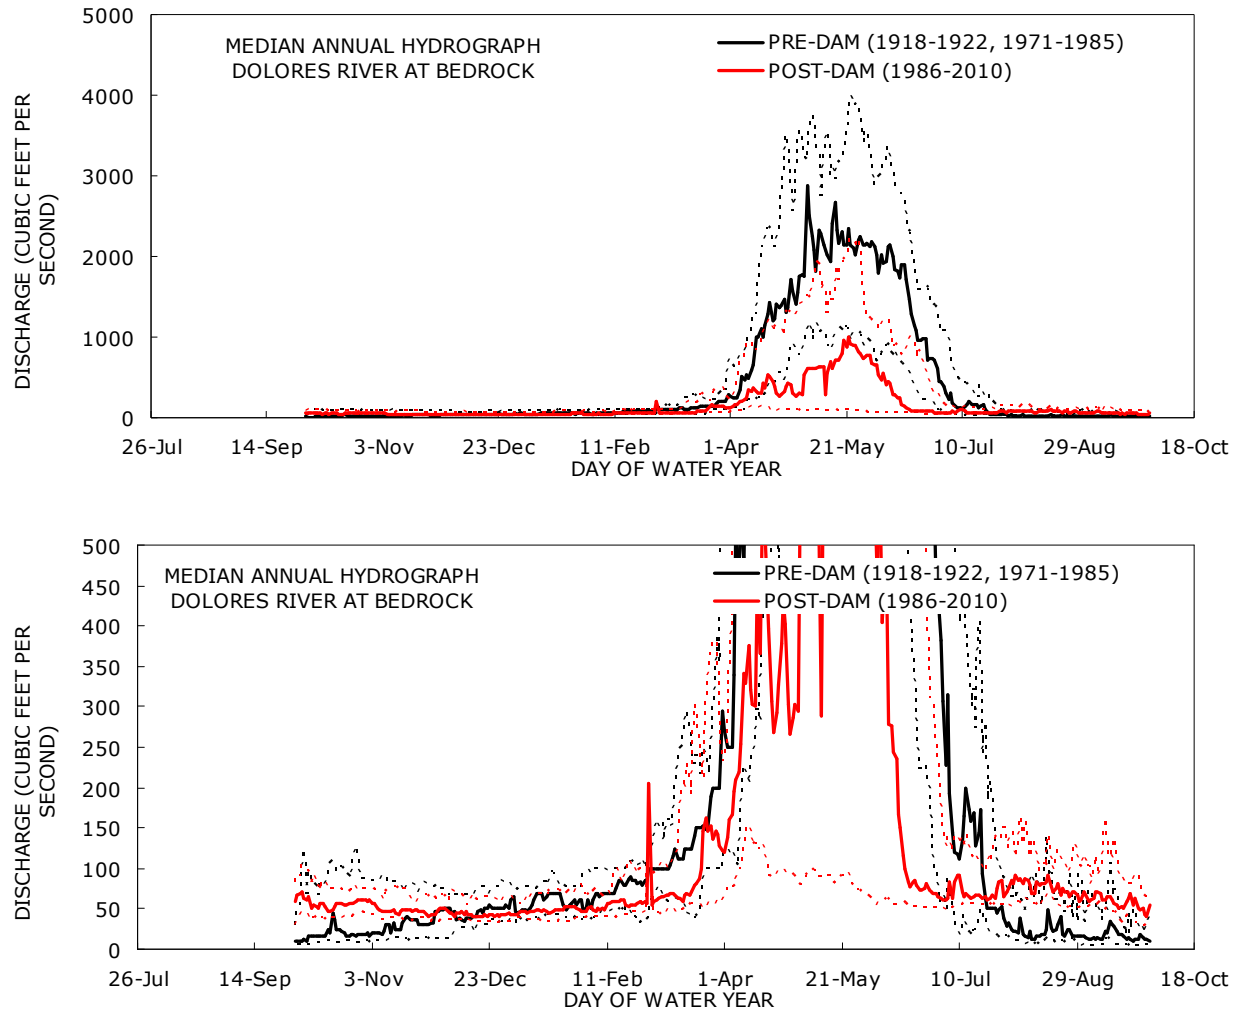 5000
MEDIAN ANNUAL HYDROGRAPH
DOLORES RIVER AT BEDROCK
PRE-DAM (1918-1922, 1971-1985)
POST-DAM (1986-2010)
4000
3000
2000
1000
0
DISCHARGE (CUBIC FEET PER
SECOND)
26-Jul 14-Sep 3-Nov 23-Dec 11-Feb 1-Apr 21-May 10-Jul 29-Aug 18-Oct
DAY OF WATER YEAR
500
MEDIAN ANNUAL HYDROGRAPH
DOLORES RIVER AT BEDROCK
PRE-DAM (1918-1922, 1971-1985)
POST-DAM (1986-2010)
450
400
350
300
250
200
150
100
50
0
DISCHARGE (CUBIC FEET PER
SECOND)
26-Jul 14-Sep 3-Nov 23-Dec 11-Feb 1-Apr 21-May 10-Jul 29-Aug 18-Oct
DAY OF WATER YEAR